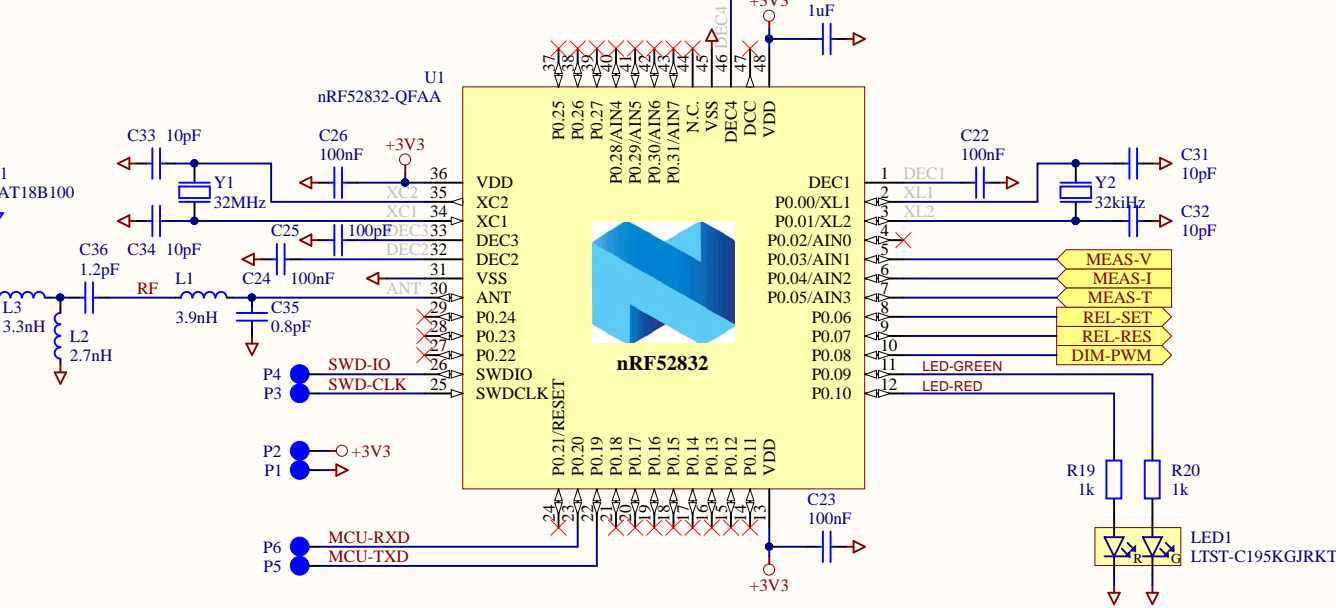 +3V3
1uF
DEC4
37
38
39
40
41
42
43
44
45
46
47
48
U1
nRF52832-QFAA
P0.25
P0.26
P0.27
P0.28/AIN4
P0.29/AIN5
P0.30/AIN6
P0.31/AIN7
N.C.
VSS
DEC4
DCC
VDD
C33 10pF
C26
100nF
+3V3
C22
100nF
C31
10pF
1
AT18B100
Y1
32MHz
XC2
XC1
36
35
34
33
32
31
30
29
28
27
26
25
VDD
XC2
XC1
DEC3
DEC2
VSS
ANT
P0.24
P0.23
P0.22
SWDIO
SWDCLK
DEC1
P0.00/XL1
P0.01/XL2
P0.02/AIN0
P0.03/AIN1
P0.04/AIN2
P0.05/AIN3
P0.06
P0.07
P0.08
P0.09
P0.10
1
2
3
4
5
6
7
8
9
10
11
12
DEC1
XL1
XL2
Y2
32kiHz
C32
10pF
C34 10pF
C25
100pF
DEC3
DEC2
C36
1.2pF
C24 100nF
ANT
RF
L1
3.9nH
C35
0.8pF
L3
3.3nH
L2
2.7nH
MEAS-V
MEAS-I
MEAS-T
REL-SET
REL-RES
DIM-PWM
LED-GREEN
LED-RED
nRF52832
P4
SWD-IO
P3
SWD-CLK
P2
+3V3
P1
P0.21/RESET
P0.20
P0.19
P0.18
P0.17
P0.16
P0.15
P0.14
P0.13
P0.12
P0.11
VDD
24
23
22
21
20
19
18
17
16
15
14
13
C23
100nF
+3V3
P6
MCU-RXD
P5
MCU-TXD
R19
1k
R20
1k
LED1
LTST-C195KGJRKT
R
G